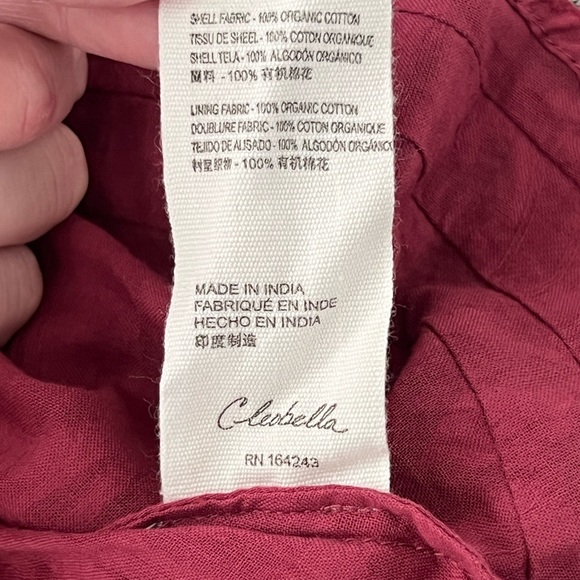 SHELL FABRIC - 100% ORGANIC COTTON
TISSU DE SHEEL - 100% COTON ORGANIQUE
SHELL TELA - 100% ALGODÓN ORGÁNICO
面料 - 100% 有机棉花
LINING FABRIC - 100% ORGANIC COTTON
DOUBLURE FABRIC - 100% COTON ORGANIQUE
TEJIDO DE ALISADO - 100% ALGODÓN ORGÁNICO
衬里织物 - 100% 有机棉花
MADE IN INDIA
FABRIQUÉ EN INDE
HECHO EN INDIA
印度制造
Cleobella
RN 164243